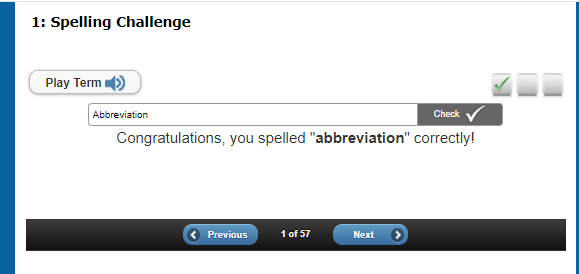 1: Spelling Challenge
Play Term
Abbreviation
Check
Congratulations, you spelled "abbreviation" correctly!
Previous
1 of 57
Next